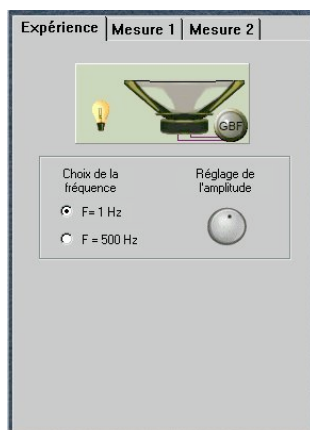 Expérience Mesure 1 Mesure 2
GBF
Choix de la fréquence
Réglage de l'amplitude
F= 1 Hz
F = 500 Hz